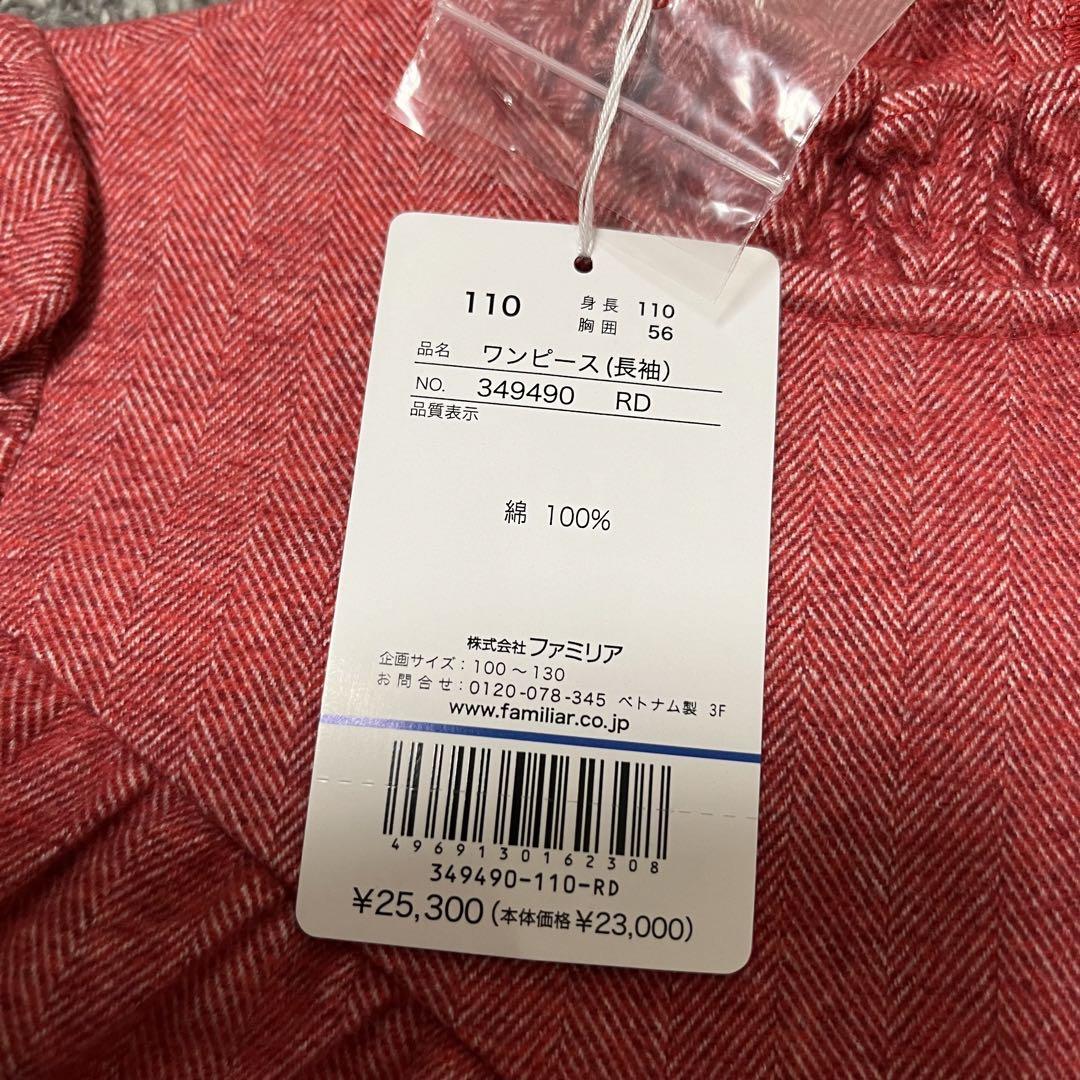 110 身長 110
胸囲 56
品名 ワンピース(長袖)
NO. 349490 RD
品質表示
綿 100%
株式会社ファミリア
企画サイズ:100～130
お問合せ:0120-078-345 ベトナム製 3F
www.familiar.co.jp
4969130162308
349490-110-RD
¥25,300(本体価格¥23,000)